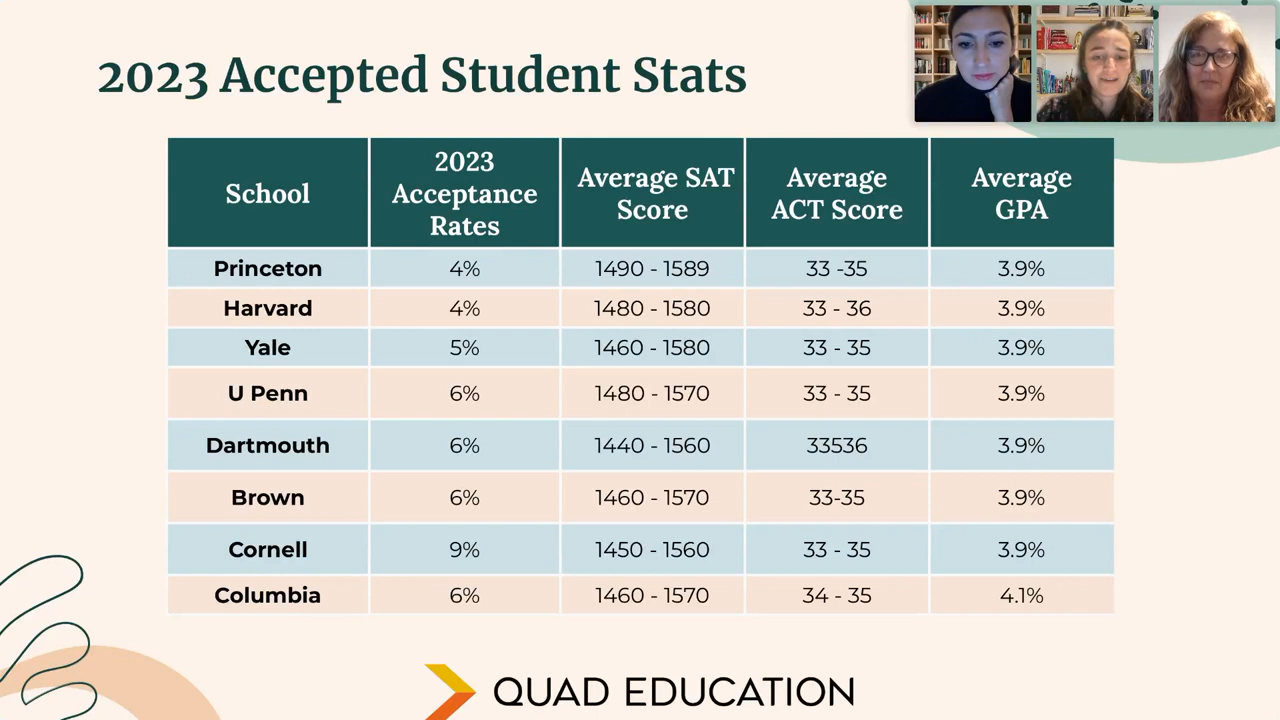 2023 Accepted Student Stats
School
2023
Acceptance
Rates
Average SAT
Score
Average
ACT Score
Average
GPA
Princeton 4% 1490 - 1589 33 -35 3.9%
Harvard 4% 1480 - 1580 33 - 36 3.9%
Yale 5% 1460 - 1580 33 - 35 3.9%
U Penn 6% 1480 - 1570 33 - 35 3.9%
Dartmouth 6% 1440 - 1560 33536 3.9%
Brown 6% 1460 - 1570 33-35 3.9%
Cornell 9% 1450 - 1560 33 - 35 3.9%
Columbia 6% 1460 - 1570 34 - 35 4.1%
QUAD EDUCATION